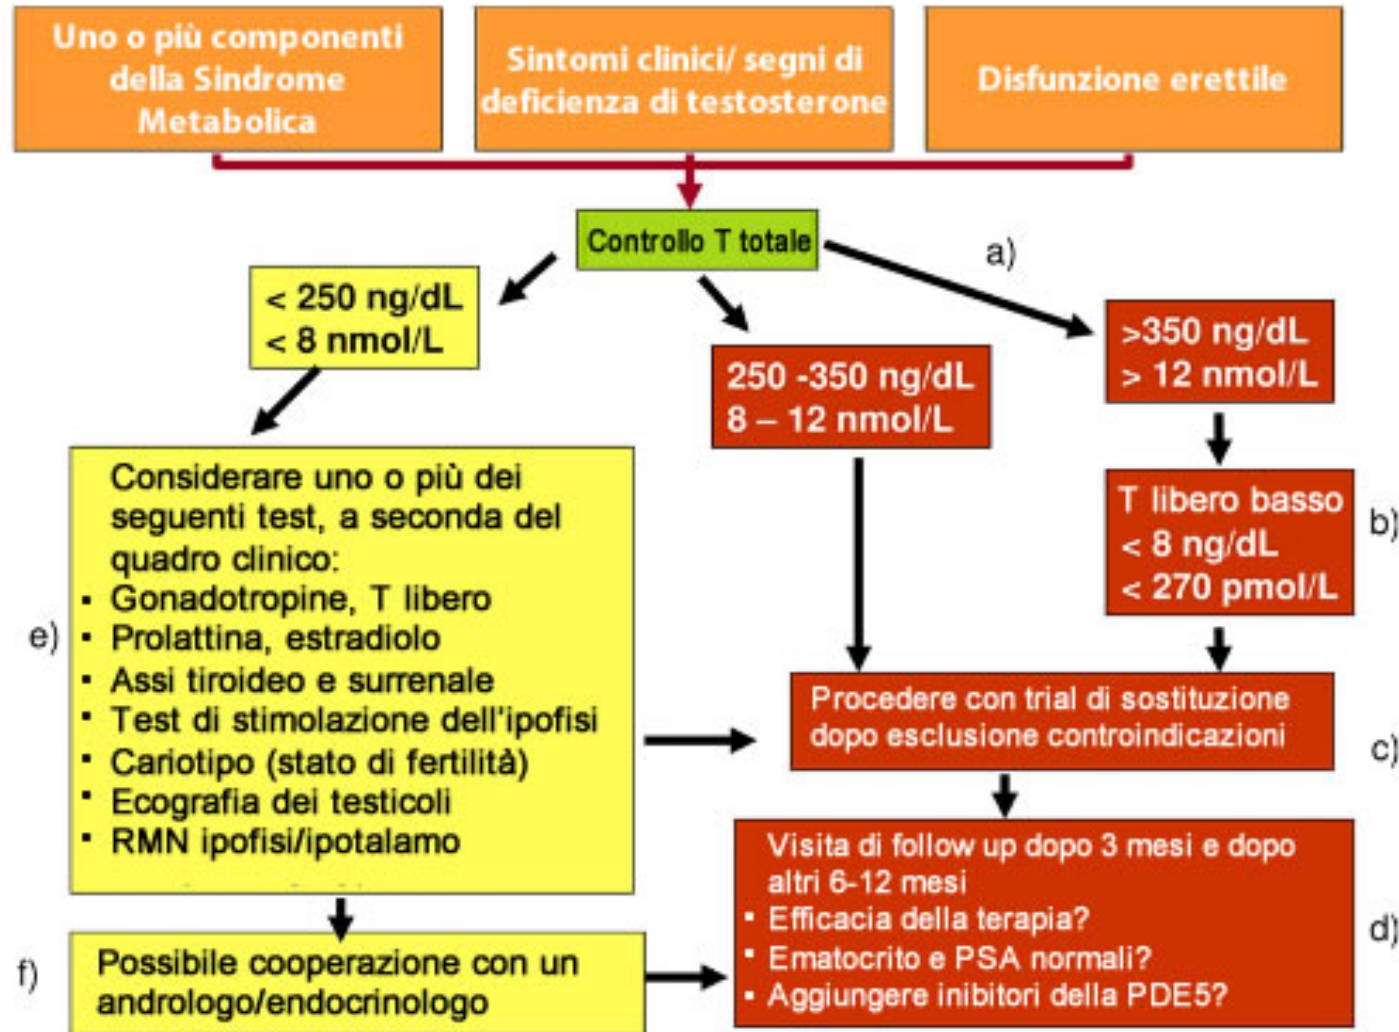 Uno o più componenti
della Sindrome
Metabolica
Sintomi clinici/ segni di
deficienza di testosterone
Disfunzione erettile
Controllo T totale
a)
< 250 ng/dL
< 8 nmol/L
250 -350 ng/dL
8 – 12 nmol/L
>350 ng/dL
> 12 nmol/L
T libero basso
< 8 ng/dL
< 270 pmol/L
b)
Considerare uno o più dei
seguenti test, a seconda del
quadro clinico:
▪ Gonadotropine, T libero
▪ Prolattina, estradiolo
▪ Assi tiroideo e surrenale
▪ Test di stimolazione dell'ipofisi
▪ Cariotipo (stato di fertilità)
▪ Ecografia dei testicoli
▪ RMN ipofisi/ipotalamo
e)
Procedere con trial di sostituzione
dopo esclusione controindicazioni
c)
Visita di follow up dopo 3 mesi e dopo
altri 6-12 mesi
▪ Efficacia della terapia?
▪ Ematocrito e PSA normali?
▪ Aggiungere inibitori della PDE5?
d)
f)
Possibile cooperazione con un
andrologo/endocrinologo